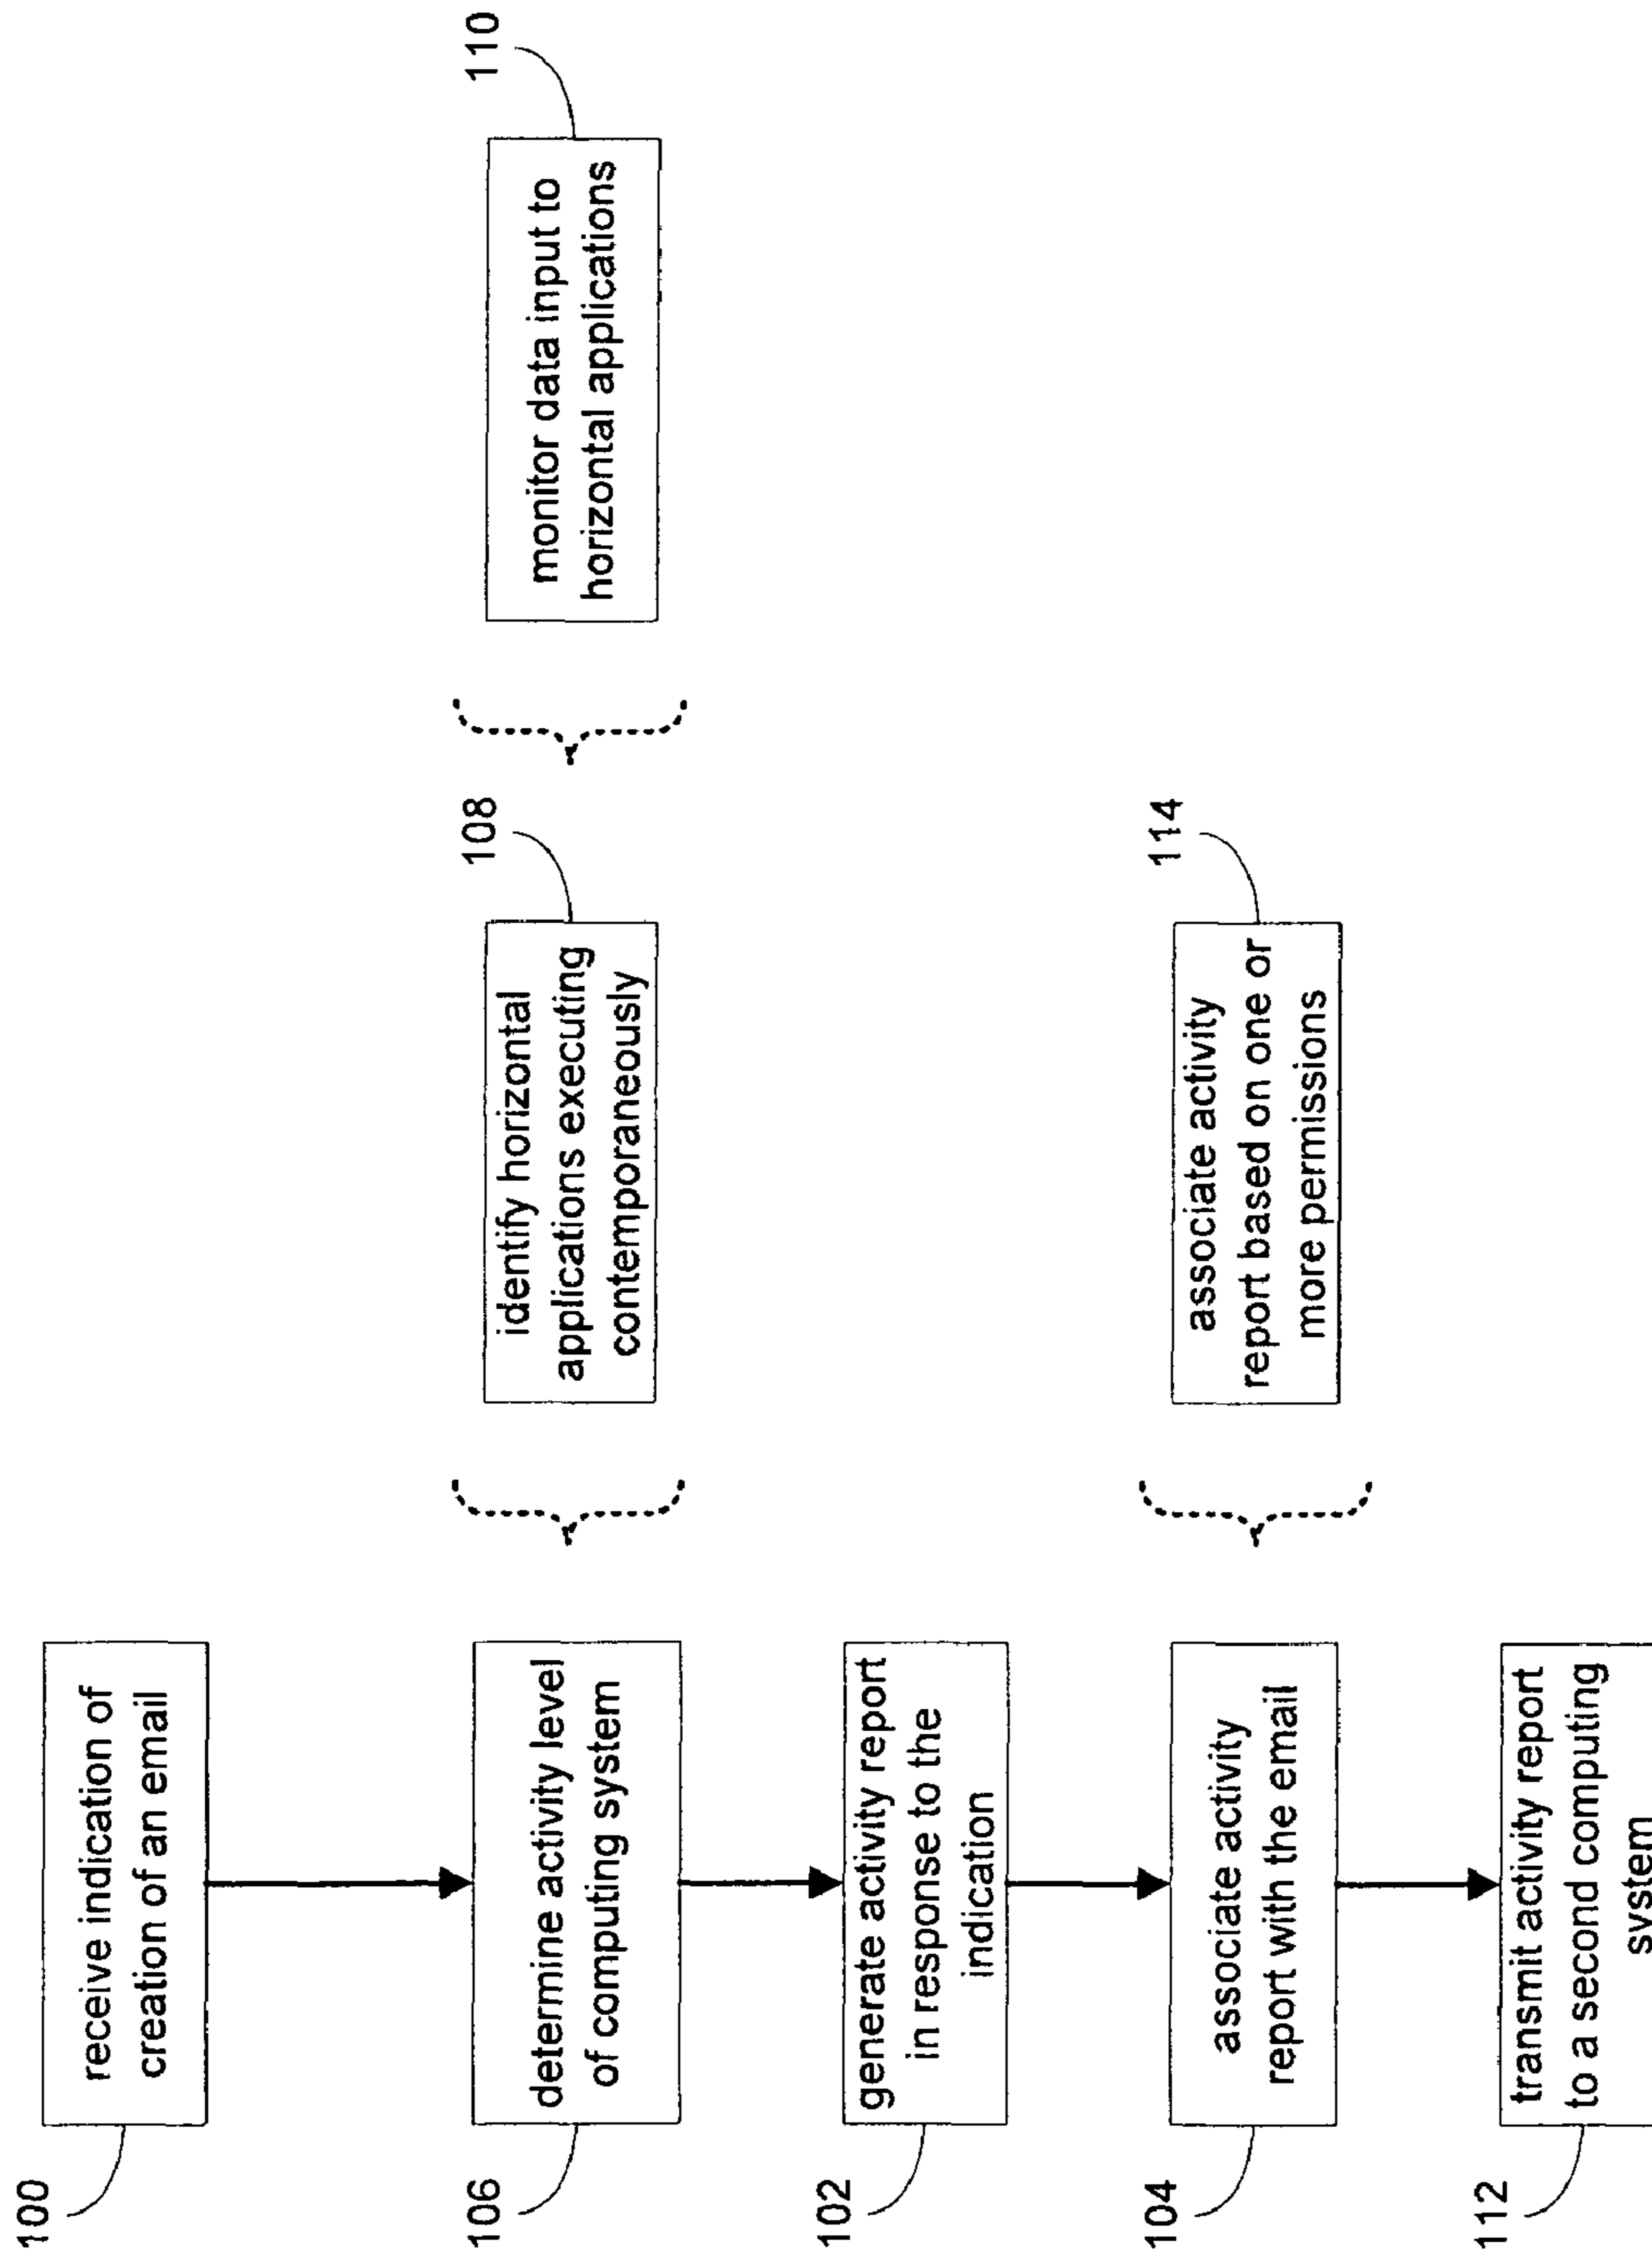 100
receive indication of
creation of an email
106
determine activity level
of computing system
108
identify horizontal
applications executing
contemporaneously
110
monitor data input to
horizontal applications
102
generate activity report
in response to the
indication
104
associate activity
report with the email
114
associate activity
report based on one or
more permissions
112
transmit activity report
to a second computing
system